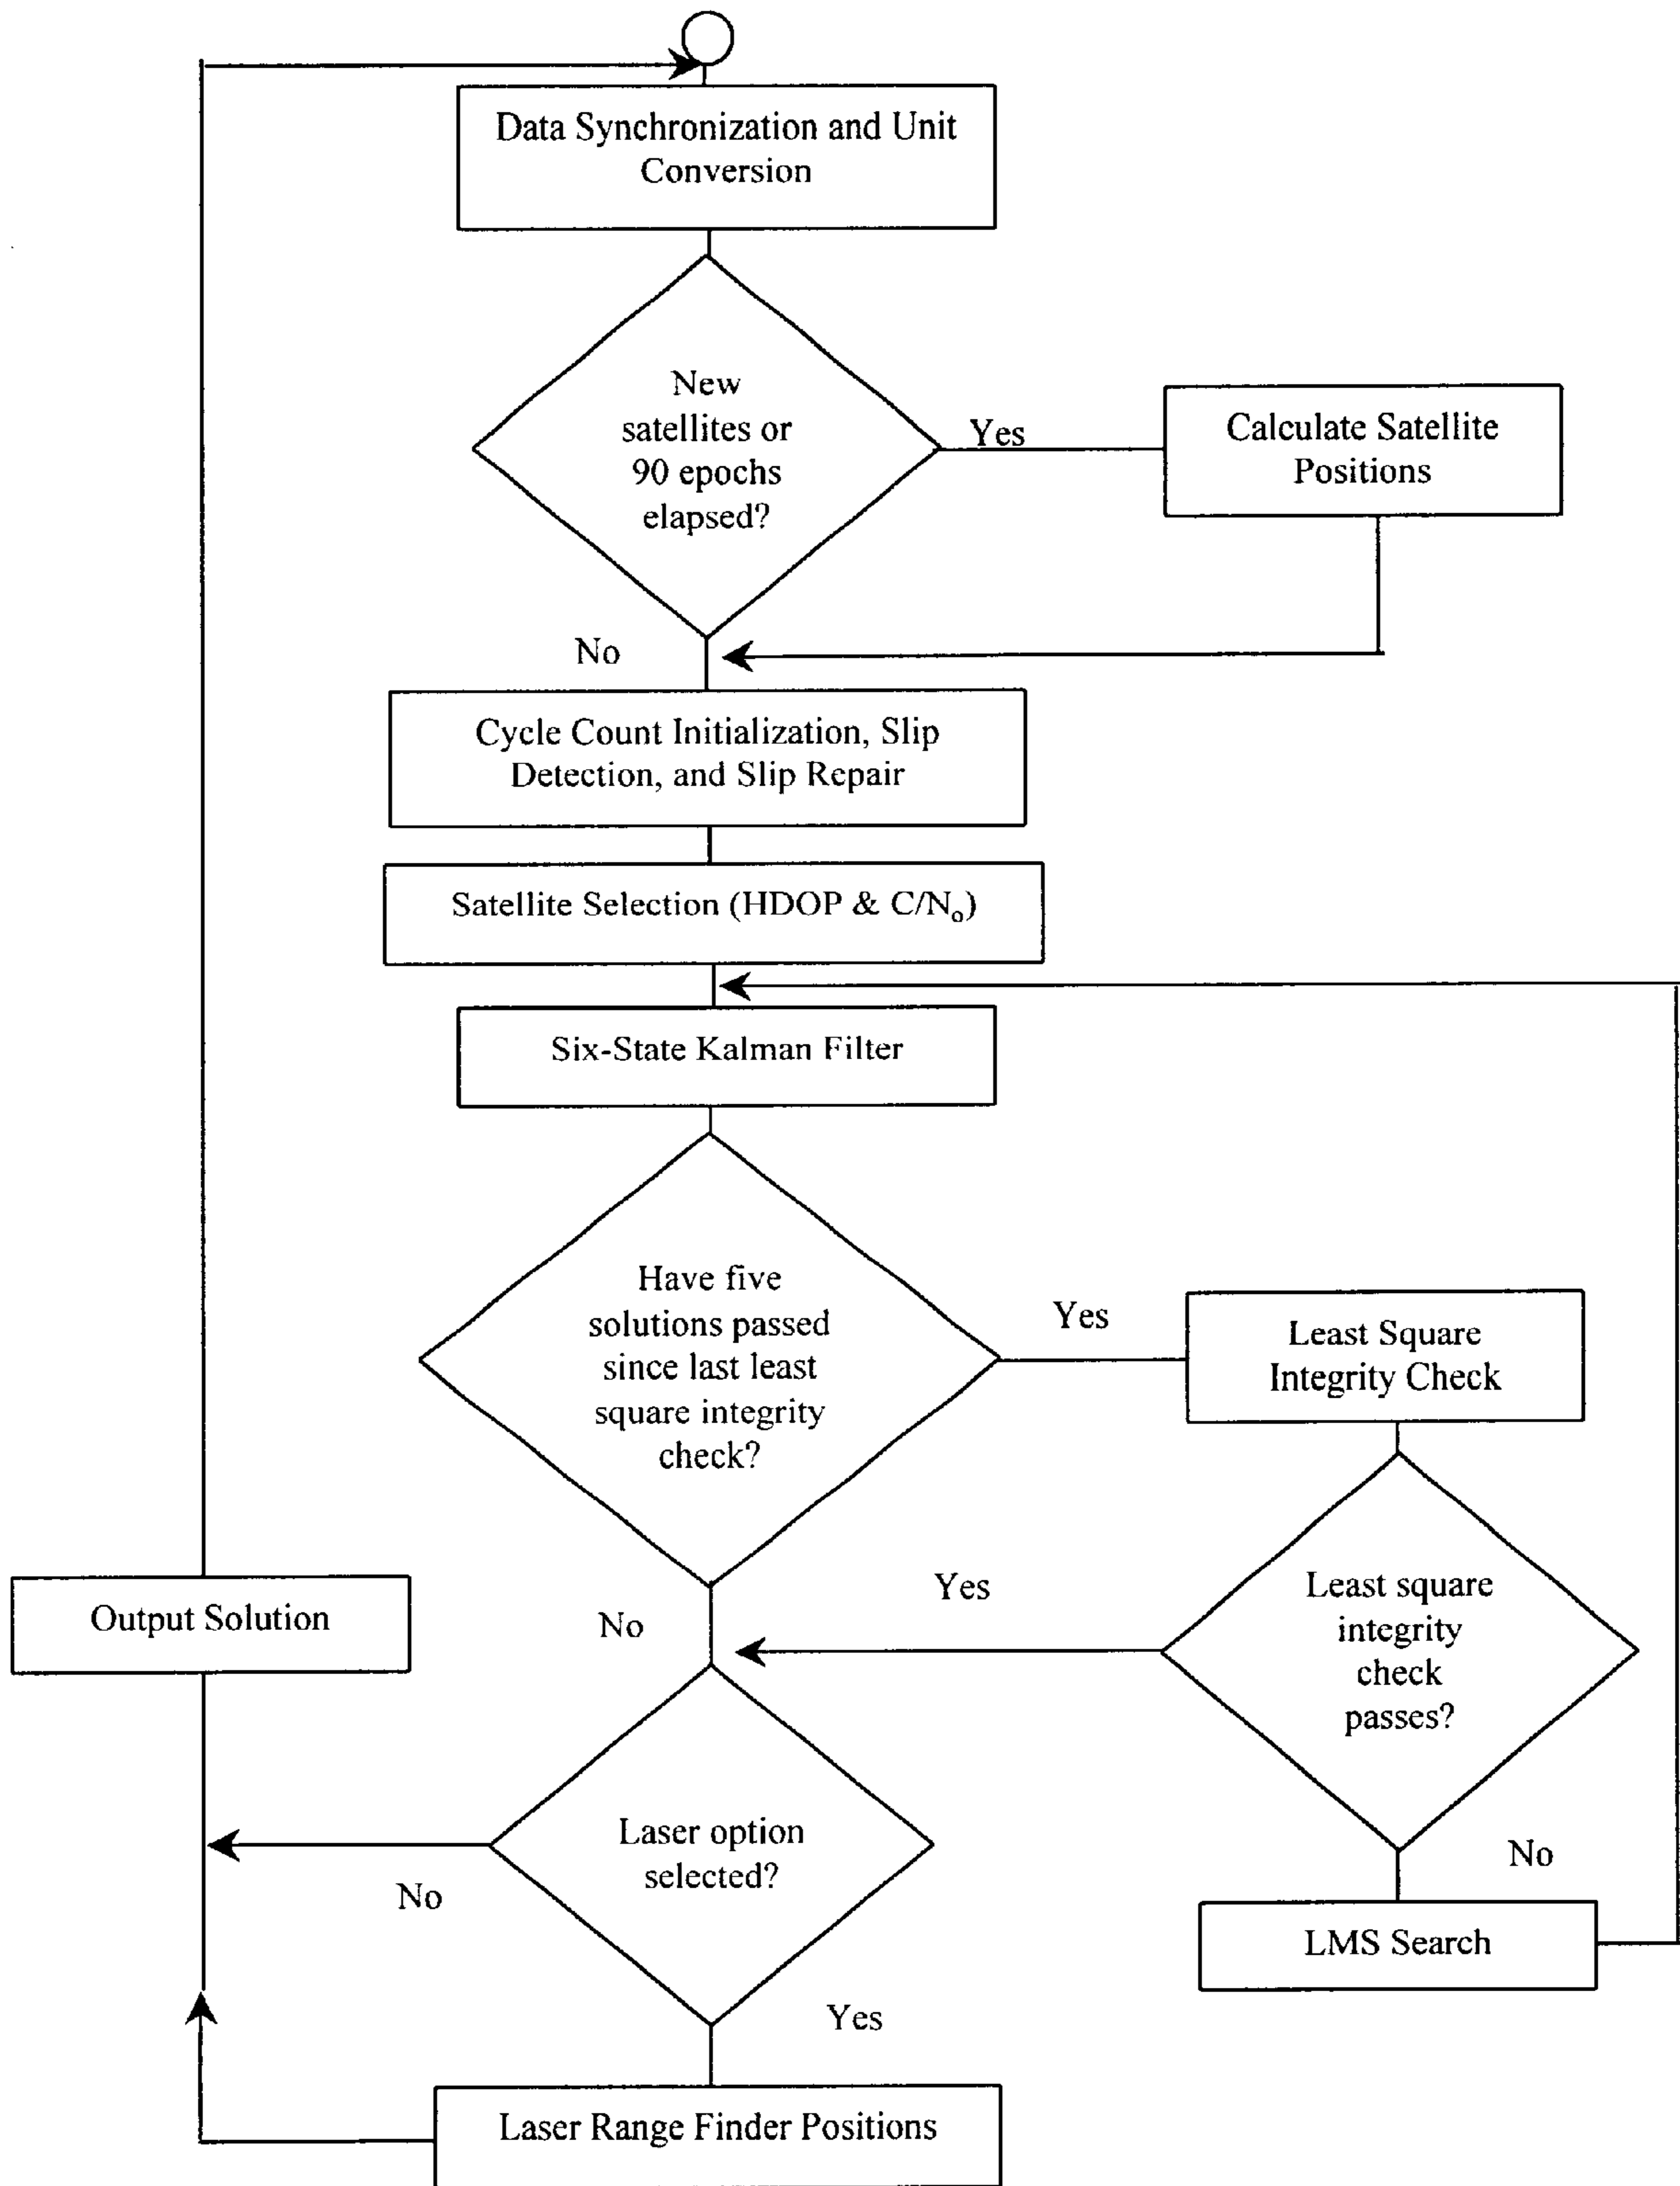 Data Synchronization and Unit
Conversion
New
satellites or
90 epochs
elapsed?
Yes
Calculate Satellite
Positions
No
Cycle Count Initialization, Slip
Detection, and Slip Repair
Satellite Selection (HDOP & C/Nₒ)
Six-State Kalman Filter
Have five
solutions passed
since last least
square integrity
check?
Yes
Least Square
Integrity Check
Least square
integrity
check
passes?
Yes
No
Output Solution
Laser option
selected?
No
No
LMS Search
Yes
Laser Range Finder Positions